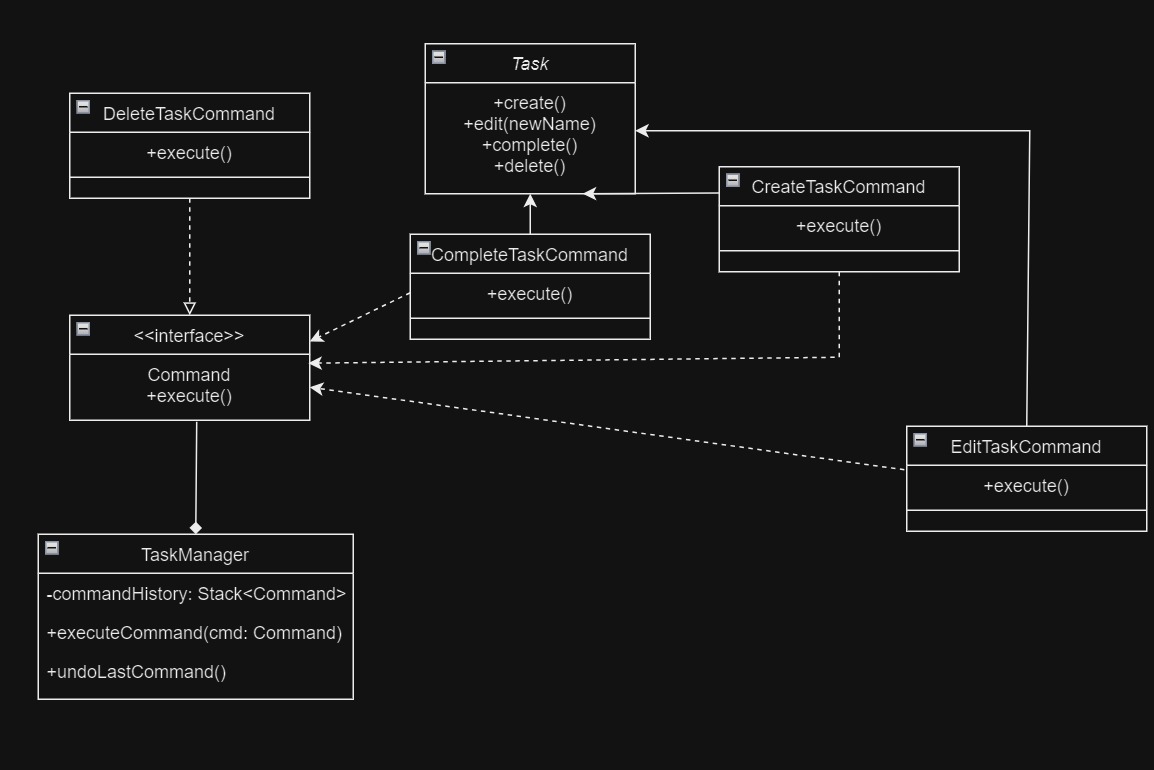 Task
+create()
+edit(newName)
+complete()
+delete()
DeleteTaskCommand
+execute()
CreateTaskCommand
+execute()
CompleteTaskCommand
+execute()
<<interface>>
Command
+execute()
EditTaskCommand
+execute()
TaskManager
-commandHistory: Stack<Command>
+executeCommand(cmd: Command)
+undoLastCommand()